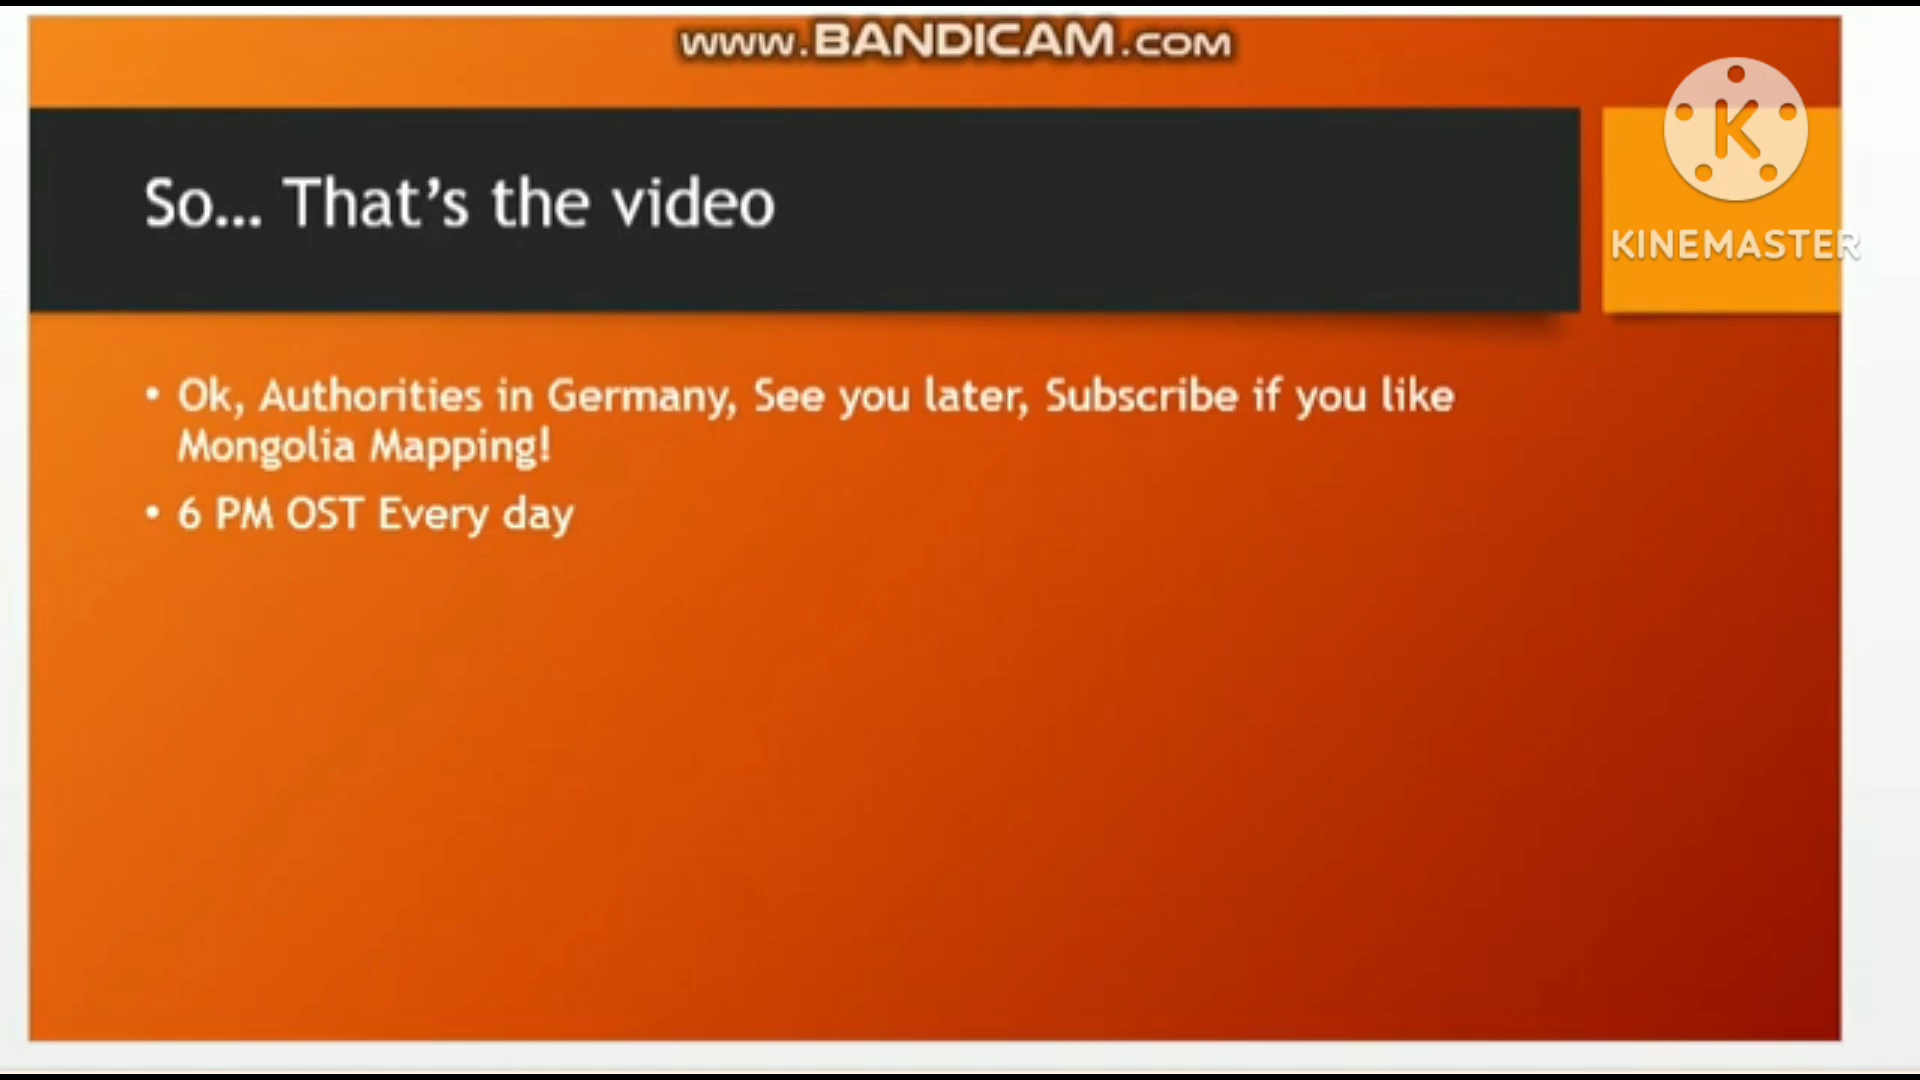 www.BANDICAM.com
K
KINEMASTER
So... That’s the video
• Ok, Authorities in Germany, See you later, Subscribe if you like
Mongolia Mapping!
• 6 PM OST Every day